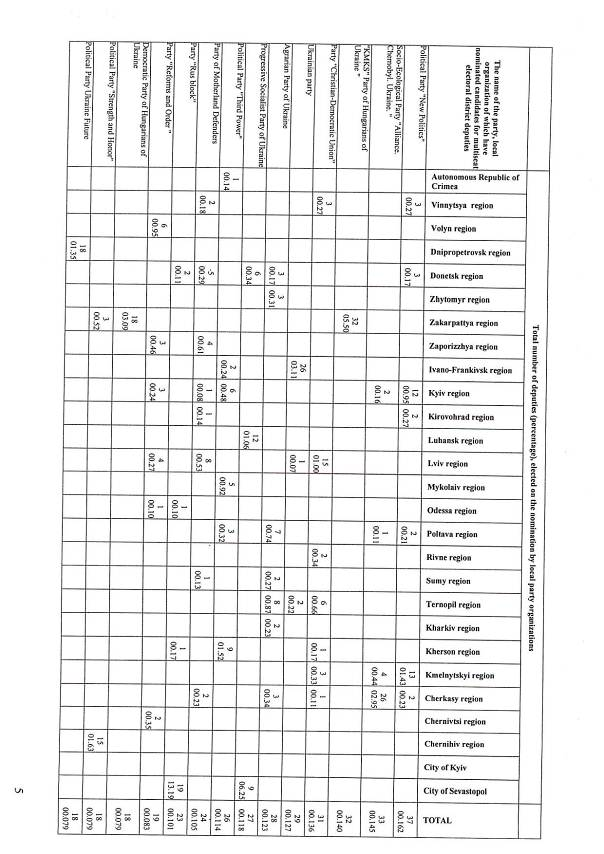 The name of the party, local
organization of which have
nominated candidates for multiseat
electoral district deputies
Total number of deputies (percentage), elected on the nomination by local party organizations
Autonomous Republic of
Crimea
Vinnytsya region
Volyn region
Dnipropetrovsk region
Donetsk region
Zhytomyr region
Zakarpattya region
Zaporizzhya region
Ivano-Frankivsk region
Kyiv region
Kirovohrad region
Luhansk region
Lviv region
Mykolaiv region
Odessa region
Poltava region
Rivne region
Sumy region
Ternopil region
Kharkiv region
Kherson region
Kmelnytskyi region
Cherkasy region
Chernivtsi region
Chernihiv region
City of Kyiv
City of Sevastopol
TOTAL
Political Party "New Politics"
3 3 12 2 2 13 2 37
00.27 00.17 00.95 00.27 00.21 01.43 00.23 00.162
Socio-Ecological Party "Alliance.
Chernobyl. Ukraine. "
2 1 4 26 33
00.16 00.11 00.44 02.95 00.145
"KMKS" Party of Hungarians of
Ukraine "
32 32
05.50 00.140
Party "Christian-Democratic Union"
3 15 2 6 1 3 1 31
00.27 01.00 00.34 00.66 00.17 00.33 00.11 00.136
Ukrainian party
26 1 2 29
03.11 00.07 00.22 00.127
Agrarian Party of Ukraine
3 3 7 2 8 2 3 28
00.17 00.31 00.74 00.27 00.87 00.23 00.34 00.123
Progressive Socialist Party of Ukraine
6 12 9 27
00.34 01.06 06.25 00.118
Political Party "Third Power"
1 2 6 5 3 9 26
00.14 00.24 00.48 00.92 00.32 01.52 00.114
Party of Motherland Defenders
2 5 4 1 1 8 1 2 24
00.18 00.29 00.61 00.08 00.14 00.53 00.13 00.23 00.105
Party "Rus block"
2 1 1 19 23
00.11 00.10 00.17 13.19 00.101
Party "Reforms and Order "
6 3 3 4 1 2 19
00.95 00.46 00.24 00.27 00.10 00.35 00.083
Democratic Party of Hungarians of
Ukraine
18 18
03.09 00.079
Political Party "Strength and Honor"
3 15 18
00.52 01.63 00.079
Political Party Ukraine Future
18 18
01.35 00.079
5